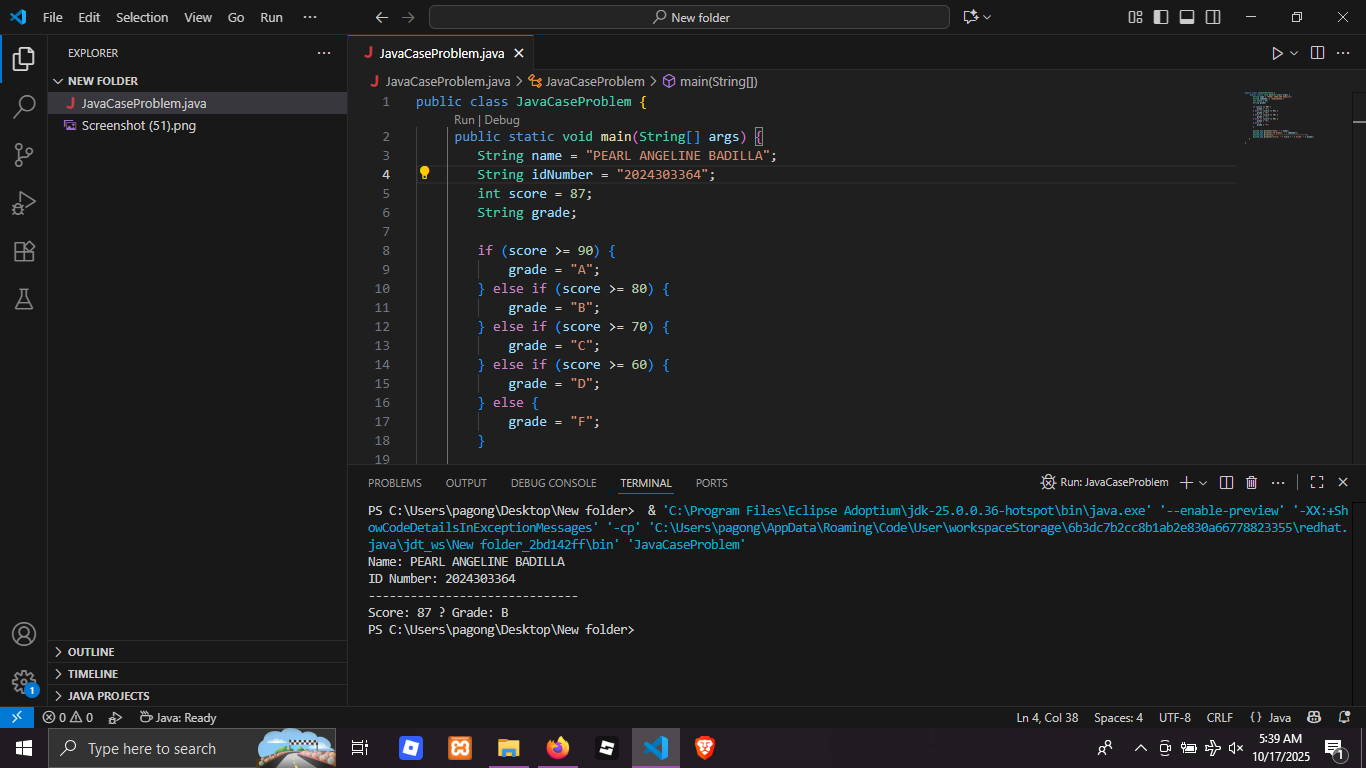 File Edit Selection View Go Run ···
New folder
EXPLORER
NEW FOLDER
JavaCaseProblem.java
Screenshot (51).png
OUTLINE
TIMELINE
JAVA PROJECTS
JavaCaseProblem.java
JavaCaseProblem.java > JavaCaseProblem > main(String[])
1 public class JavaCaseProblem {
Run | Debug
2 public static void main(String[] args) {
3 String name = "PEARL ANGELINE BADILLA";
4 String idNumber = "2024303364";
5 int score = 87;
6 String grade;
7
8 if (score >= 90) {
9 grade = "A";
10 } else if (score >= 80) {
11 grade = "B";
12 } else if (score >= 70) {
13 grade = "C";
14 } else if (score >= 60) {
15 grade = "D";
16 } else {
17 grade = "F";
18 }
19
PROBLEMS OUTPUT DEBUG CONSOLE TERMINAL PORTS
Run: JavaCaseProblem
PS C:\Users\pagong\Desktop\New folder>  & 'C:\Program Files\Eclipse Adoptium\jdk-25.0.0.36-hotspot\bin\java.exe' '--enable-preview' '-XX:+Sh
owCodeDetailsInExceptionMessages' '-cp' 'C:\Users\pagong\AppData\Roaming\Code\User\workspaceStorage\6b3dc7b2cc8b1ab2e830a66778823355\redhat.
java\jdt_ws\New folder_2bd142ff\bin' 'JavaCaseProblem'
Name: PEARL ANGELINE BADILLA
ID Number: 2024303364
------------------------------
Score: 87 ? Grade: B
PS C:\Users\pagong\Desktop\New folder>
1
0 0 Java: Ready
Ln 4, Col 38 Spaces: 4 UTF-8 CRLF {} Java
Type here to search
5:39 AM
10/17/2025
1